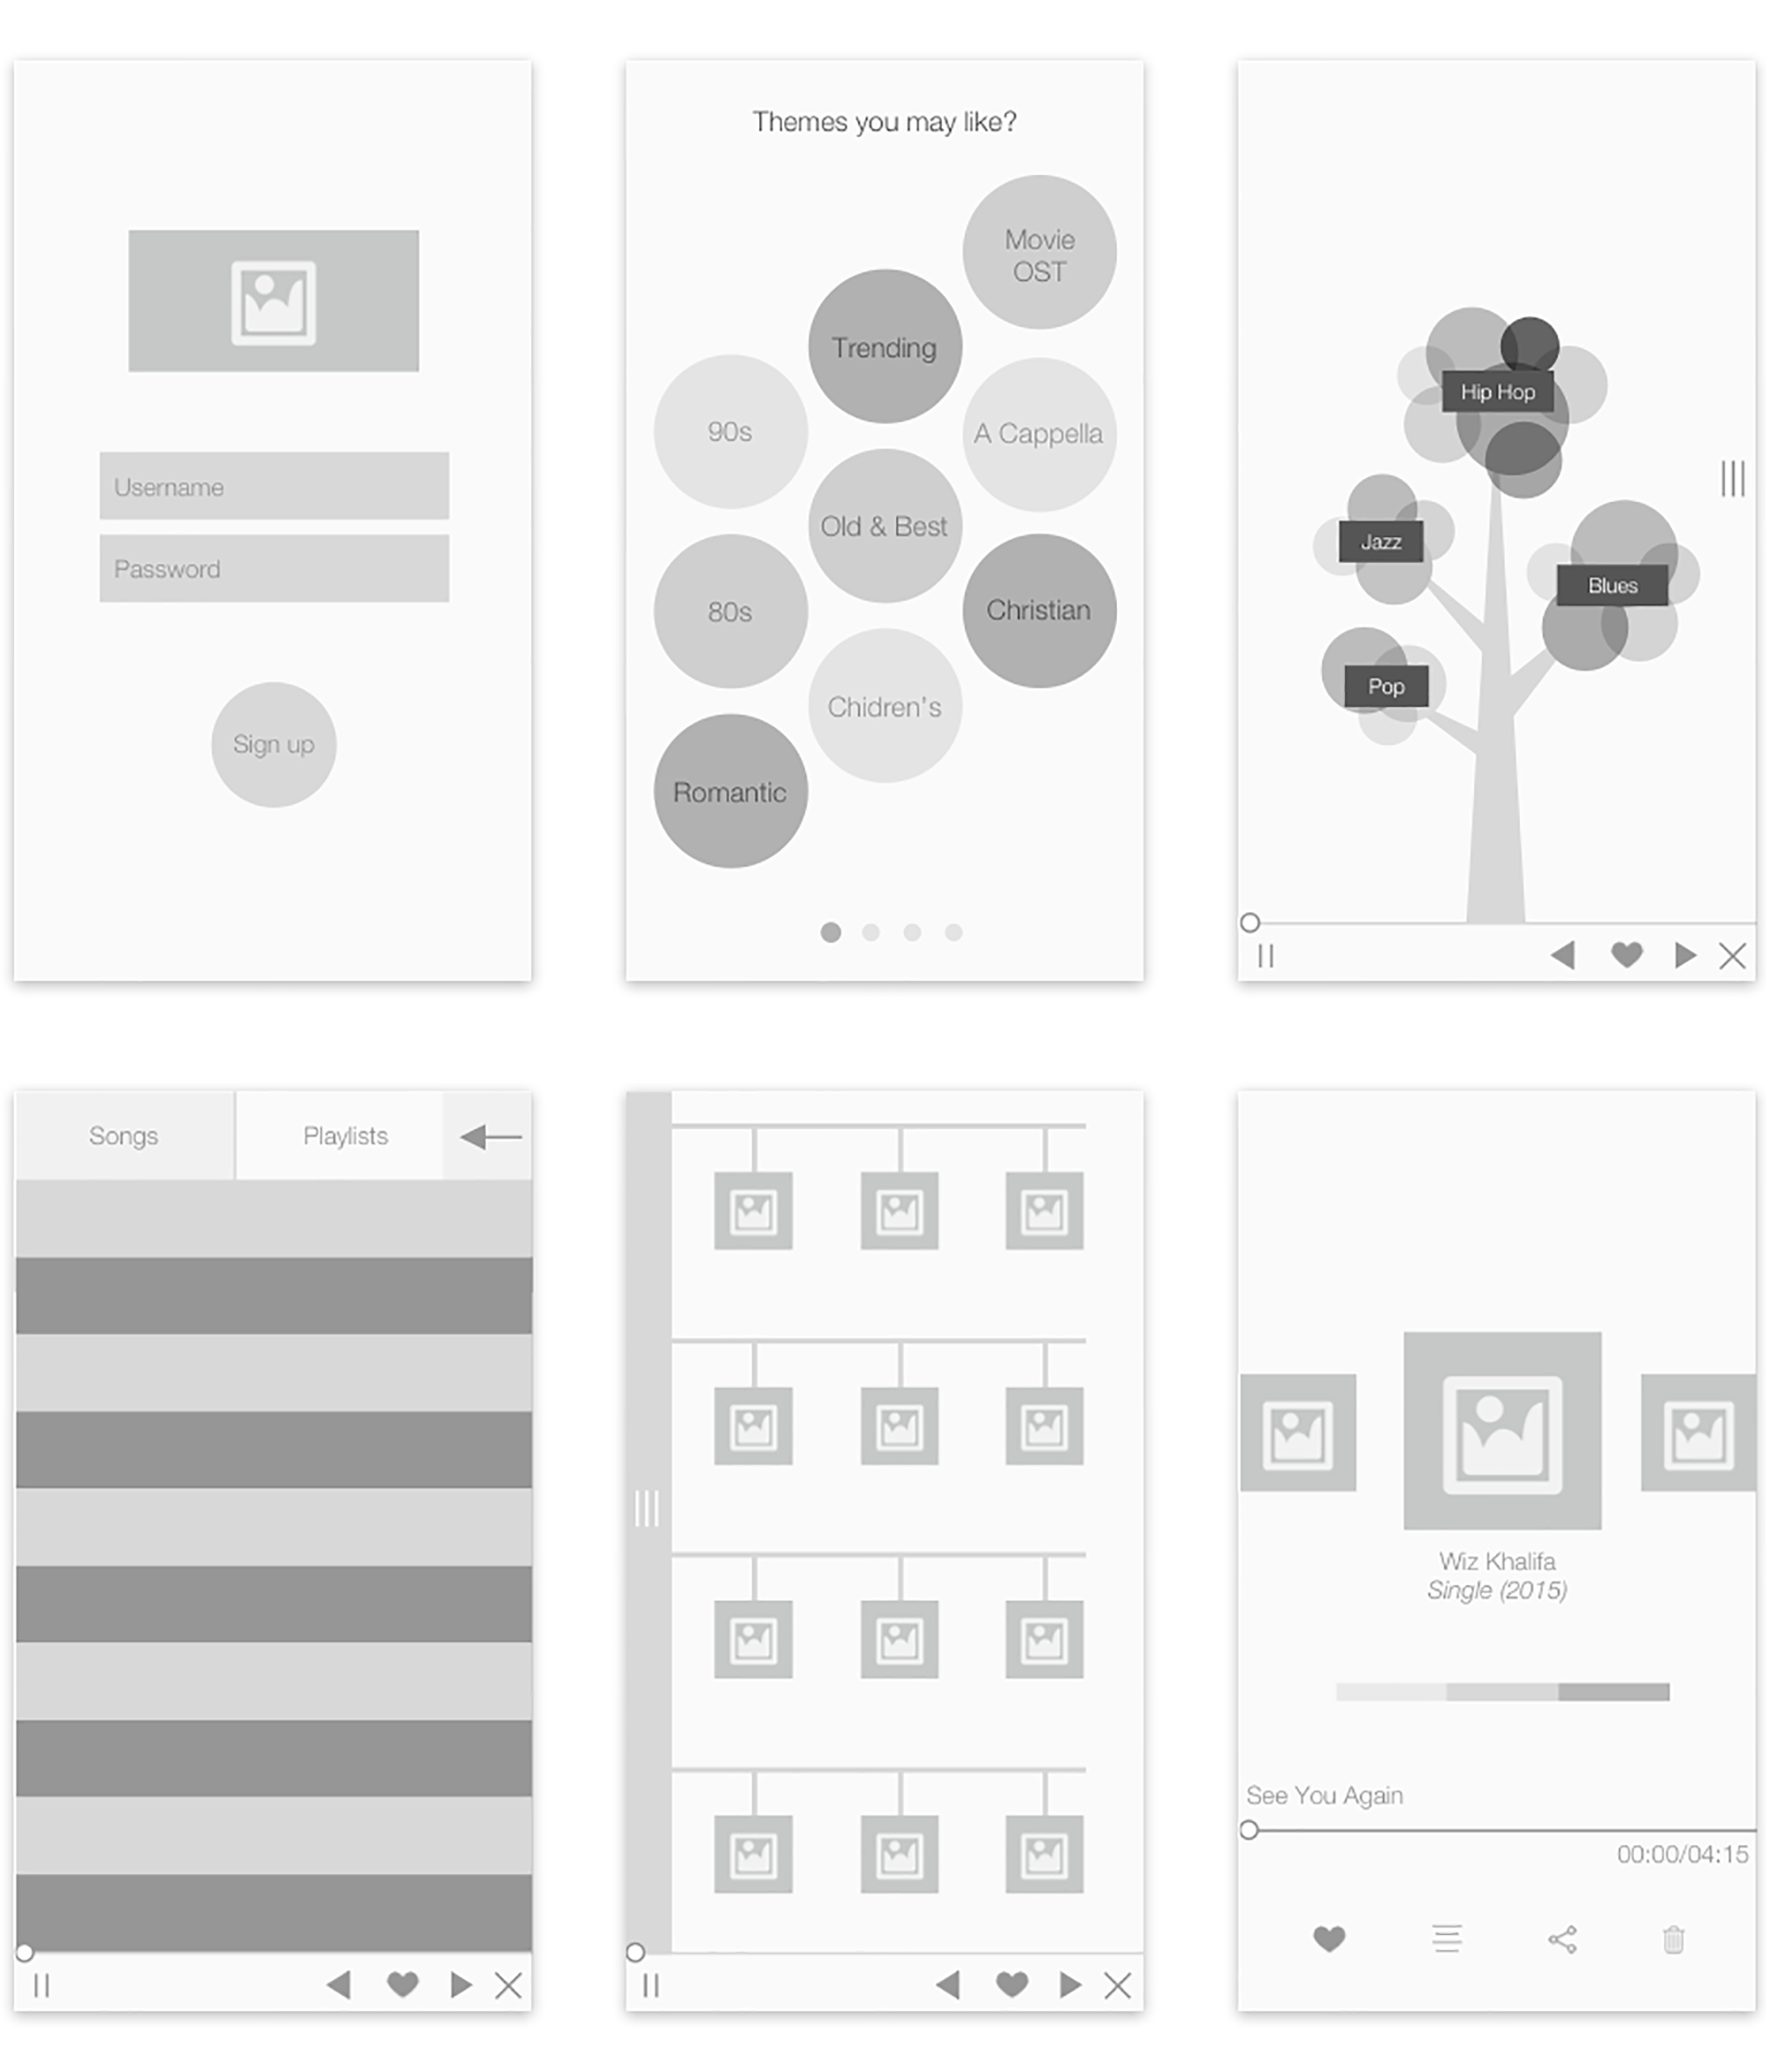 Username
Password
Sign up
Themes you may like?
Movie
OST
Trending
90s
A Cappella
Old & Best
80s
Christian
Chidren's
Romantic
Hip Hop
Jazz
Blues
Pop
Songs
Playlists
Wiz Khalifa
Single (2015)
See You Again
00:00/04:15